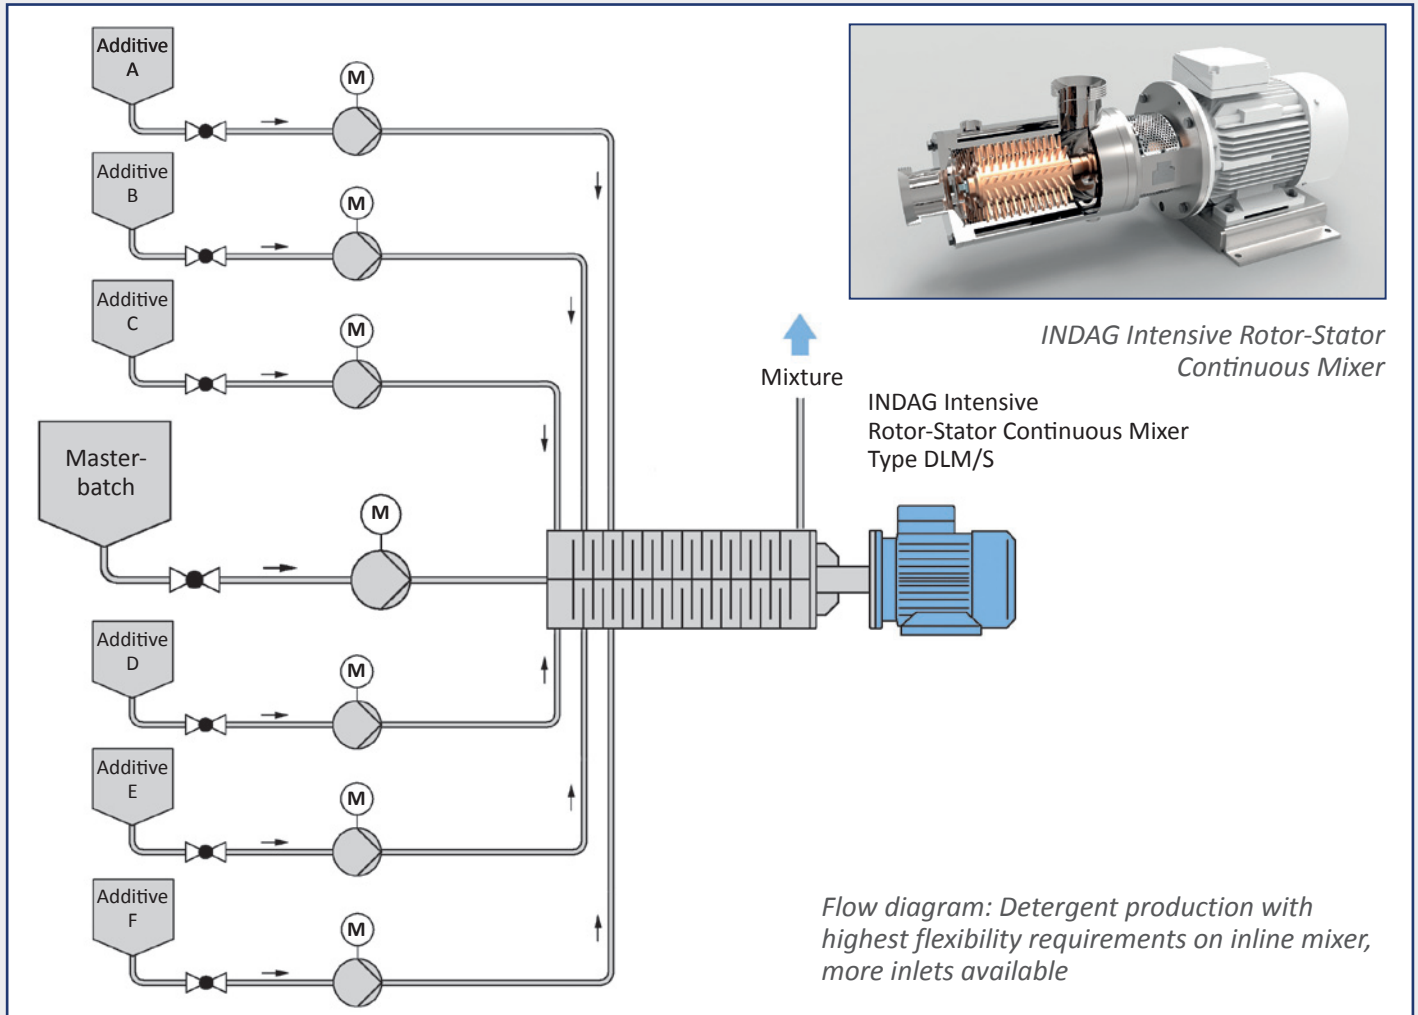 Additive
A
M
Additive
B
M
Additive
C
M
Master-
batch
M
Additive
D
M
Additive
E
M
Additive
F
M
Mixture
INDAG Intensive Rotor-Stator
Continuous Mixer
INDAG Intensive
Rotor-Stator Continuous Mixer
Type DLM/S
Flow diagram: Detergent production with
highest flexibility requirements on inline mixer,
more inlets available